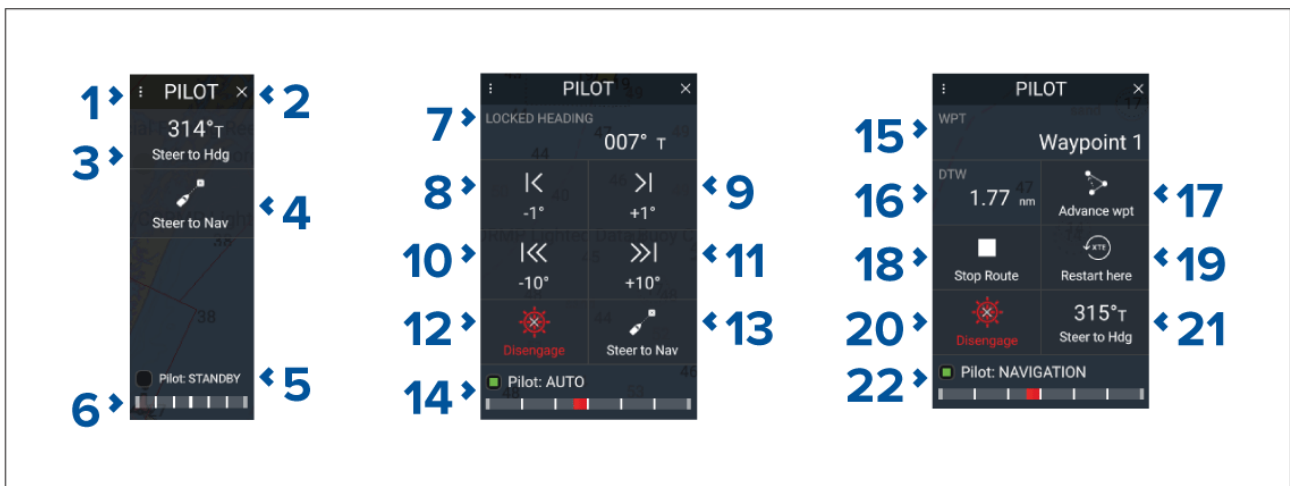 1
⋮ PILOT ×
2
314°T
3
Steer to Hdg
Steer to Nav
4
38
38
Pilot: STANDBY
5
6
⋮ PILOT ×
7
LOCKED HEADING
007° T
8
-1°
+1°
9
10
-10°
+10°
11
12
Disengage
Steer to Nav
13
Pilot: AUTO
14
⋮ PILOT ×
WPT
15
Waypoint 1
DTW
16
1.77 nm
Advance wpt
17
18
Stop Route
XTE
Restart here
19
20
Disengage
315°T
Steer to Hdg
21
22
Pilot: NAVIGATION